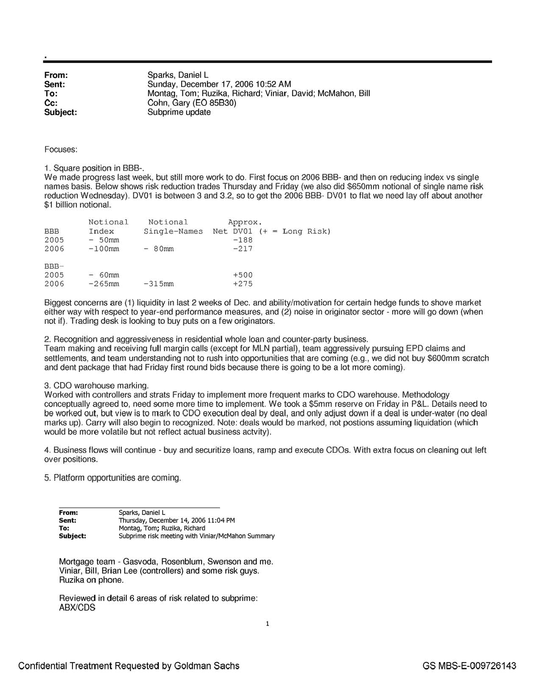 From: Sparks, Daniel L
Sent: Sunday, December 17, 2006 10:52 AM
To: Montag, Tom; Ruzika, Richard; Viniar, David; McMahon, Bill
Cc: Cohn, Gary (EO 85B30)
Subject: Subprime update
Focuses:
1. Square position in BBB-.
We made progress last week, but still more work to do. First focus on 2006 BBB- and then on reducing index vs single
names basis. Below shows risk reduction trades Thursday and Friday (we also did $650mm notional of single name risk
reduction Wednesday). DV01 is between 3 and 3.2, so to get the 2006 BBB- DV01 to flat we need lay off about another
$1 billion notional.
Notional Notional Approx.
BBB Index Single-Names Net DV01 (+ = Long Risk)
2005 - 50mm -188
2006 -100mm - 80mm -217
BBB-
2005 - 60mm +500
2006 -265mm -315mm +275
Biggest concerns are (1) liquidity in last 2 weeks of Dec. and ability/motivation for certain hedge funds to shove market
either way with respect to year-end performance measures, and (2) noise in originator sector - more will go down (when
not if). Trading desk is looking to buy puts on a few originators.
2. Recognition and aggressiveness in residential whole loan and counter-party business.
Team making and receiving full margin calls (except for MLN partial), team aggressively pursuing EPD claims and
settlements, and team understanding not to rush into opportunities that are coming (e.g., we did not buy $600mm scratch
and dent package that had Friday first round bids because there is going to be a lot more coming).
3. CDO warehouse marking.
Worked with controllers and strats Friday to implement more frequent marks to CDO warehouse. Methodology
conceptually agreed to, need some more time to implement. We took a $5mm reserve on Friday in P&L. Details need to
be worked out, but view is to mark to CDO execution deal by deal, and only adjust down if a deal is under-water (no deal
marks up). Carry will also begin to recognized. Note: deals would be marked, not postions assuming liquidation (which
would be more volatile but not reflect actual business actvity).
4. Business flows will continue - buy and securitize loans, ramp and execute CDOs. With extra focus on cleaning out left
over positions.
5. Platform opportunities are coming.
From: Sparks, Daniel L
Sent: Thursday, December 14, 2006 11:04 PM
To: Montag, Tom; Ruzika, Richard
Subject: Subprime risk meeting with Viniar/McMahon Summary
Mortgage team - Gasvoda, Rosenblum, Swenson and me.
Viniar, Bill, Brian Lee (controllers) and some risk guys.
Ruzika on phone.
Reviewed in detail 6 areas of risk related to subprime:
ABX/CDS
1
Confidential Treatment Requested by Goldman Sachs GS MBS-E-009726143